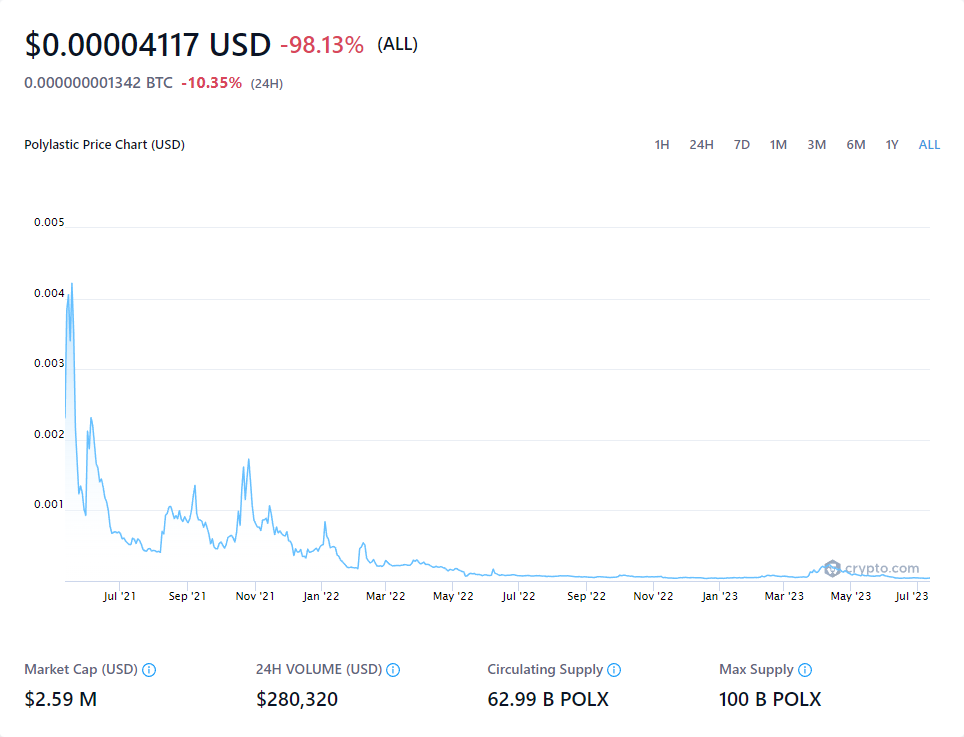 $0.00004117 USD -98.13% (ALL)
0.000000001342 BTC -10.35% (24H)
Polylastic Price Chart (USD) 1H 24H 7D 1M 3M 6M 1Y ALL
0.005
0.004
0.003
0.002
0.001
crypto.com
Jul '21 Sep '21 Nov '21 Jan '22 Mar '22 May '22 Jul '22 Sep '22 Nov '22 Jan '23 Mar '23 May '23 Jul '23
Market Cap (USD) 24H VOLUME (USD) Circulating Supply Max Supply
$2.59 M $280,320 62.99 B POLX 100 B POLX